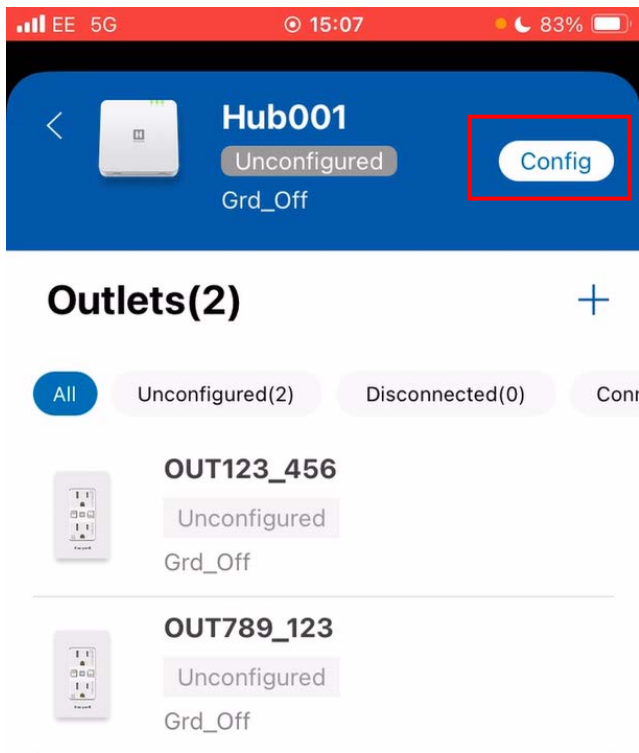 EE 5G 15:07 83%
Hub001
Unconfigured
Config
Grd_Off
Outlets(2)
All Unconfigured(2) Disconnected(0) Conn
OUT123_456
Unconfigured
Grd_Off
OUT789_123
Unconfigured
Grd_Off